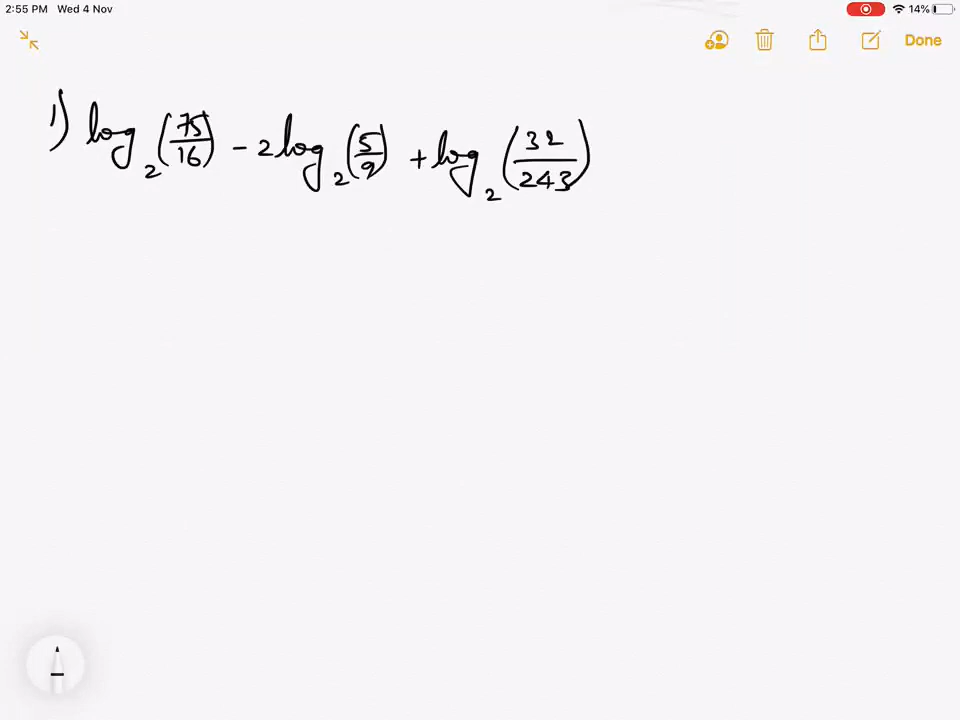 2:55 PM Wed 4 Nov 14%
Done
1) log₂(75/16) - 2log₂(5/9) + log₂(32/243)